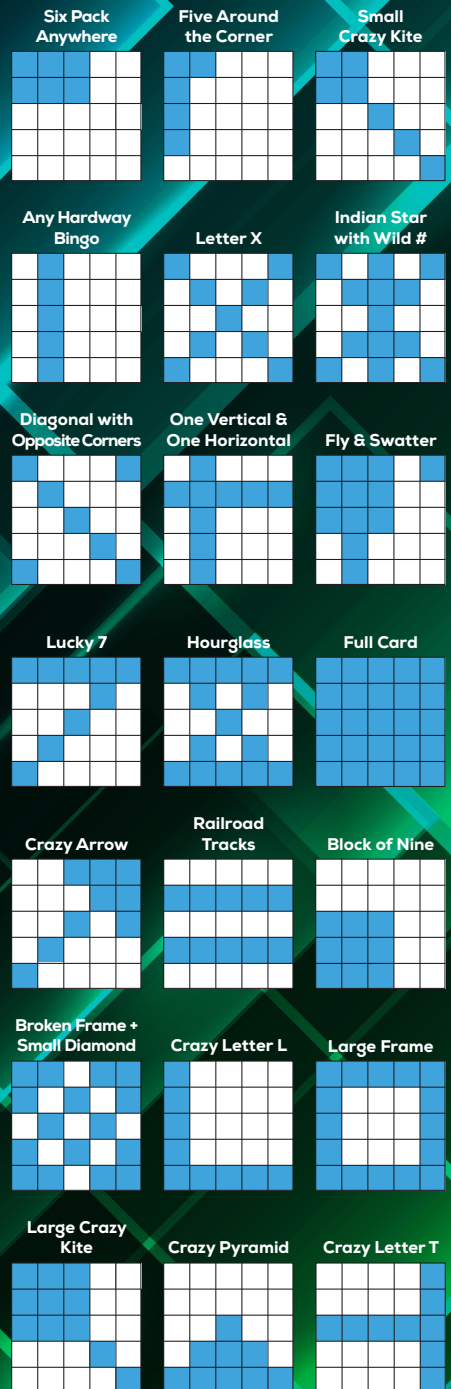 Six Pack
Anywhere
Five Around
the Corner
Small
Crazy Kite
Any Hardway
Bingo
Letter X
Indian Star
with Wild #
Diagonal with
Opposite Corners
One Vertical &
One Horizontal
Fly & Swatter
Lucky 7
Hourglass
Full Card
Crazy Arrow
Railroad
Tracks
Block of Nine
Broken Frame +
Small Diamond
Crazy Letter L
Large Frame
Large Crazy
Kite
Crazy Pyramid
Crazy Letter T